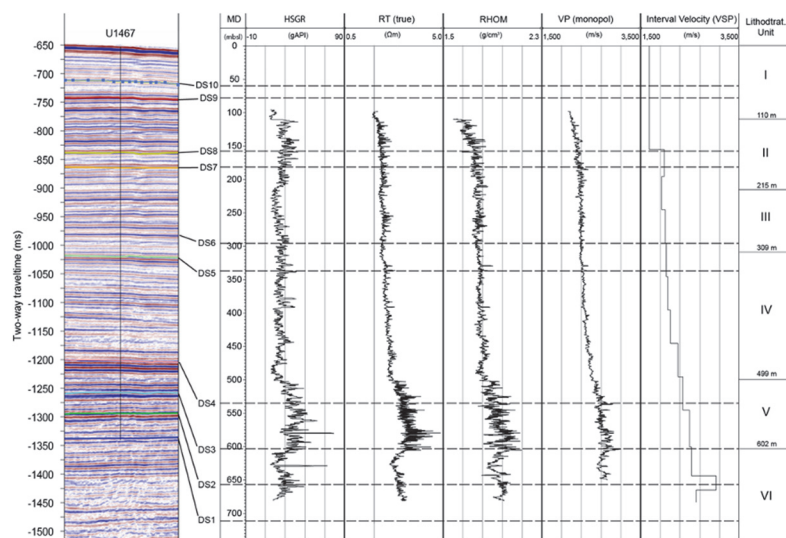 U1467
MD
HSGR
RT (true)
RHOM
VP (monopol)
Interval Velocity (VSP)
Lithodtrat.
Unit
(mbsl)
-10 (gAPI) 90
0.5 (Ωm) 5.0
1.5 (g/cm³) 2.3
1,500 (m/s) 3,500
1,500 (m/s) 3,500
Two-way traveltime (ms)
-650
-700
-750
-800
-850
-900
-950
-1000
-1050
-1100
-1150
-1200
-1250
-1300
-1350
-1400
-1450
-1500
DS10
DS9
DS8
DS7
DS6
DS5
DS4
DS3
DS2
DS1
0
50
100
150
200
250
300
350
400
450
500
550
600
650
700
I
110 m
II
215 m
III
309 m
IV
499 m
V
602 m
VI